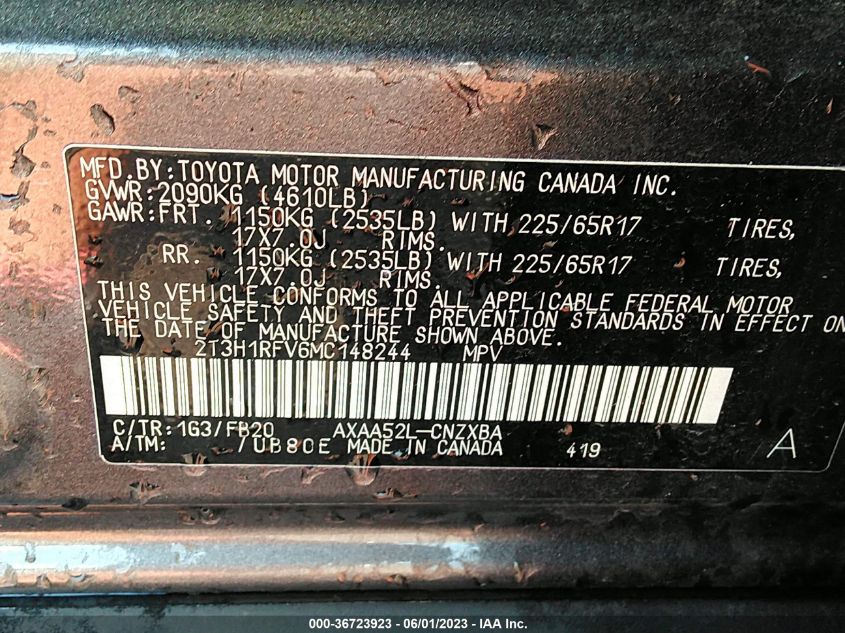 MFD.BY:TOYOTA MOTOR MANUFACTURING CANADA INC.
GVWR:2090KG (4610LB)
GAWR:FRT. 1150KG (2535LB) WITH 225/65R17 TIRES,
17X7.0J RIMS.
RR. 1150KG (2535LB) WITH 225/65R17 TIRES,
17X7.0J RIMS.
THIS VEHICLE CONFORMS TO ALL APPLICABLE FEDERAL MOTOR
VEHICLE SAFETY AND THEFT PREVENTION STANDARDS IN EFFECT ON
THE DATE OF MANUFACTURE SHOWN ABOVE.
2T3H1RFV6MC148244 MPV
C/TR:1G3/FB20 AXAA52L-CNZXBA
A/TM: /UB80E MADE IN CANADA 419 A
000-36723923 - 06/01/2023 - IAA Inc.